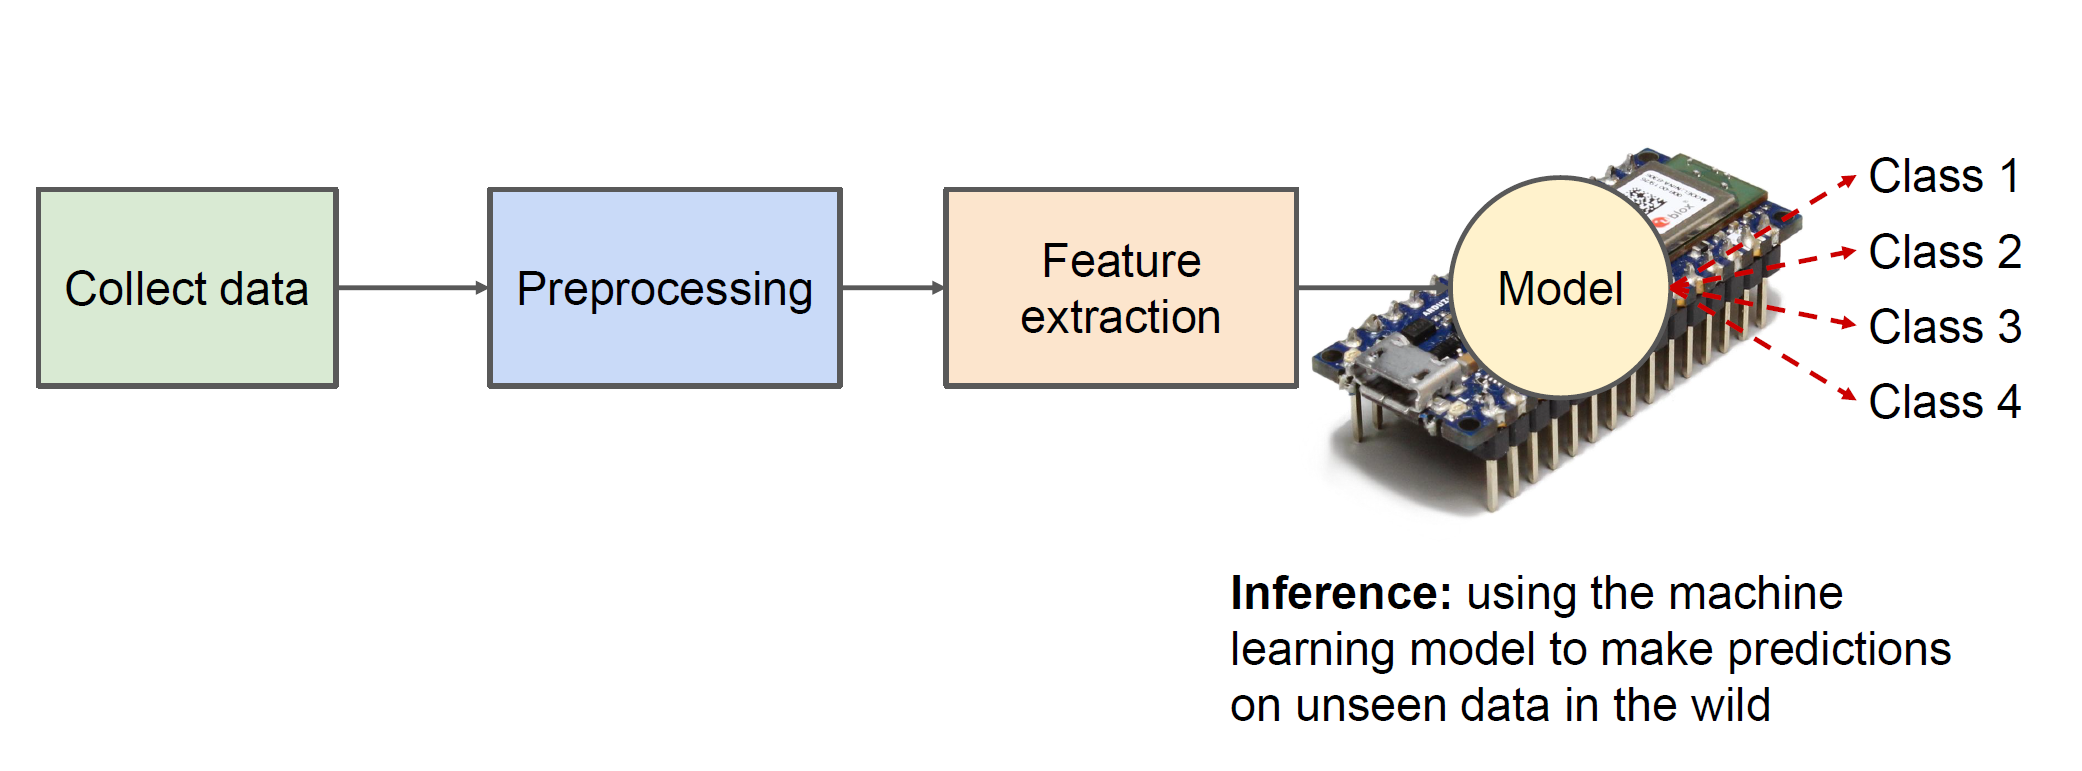 Collect data
Preprocessing
Feature
extraction
Model
Class 1
Class 2
Class 3
Class 4
blox
Inference: using the machine
learning model to make predictions
on unseen data in the wild